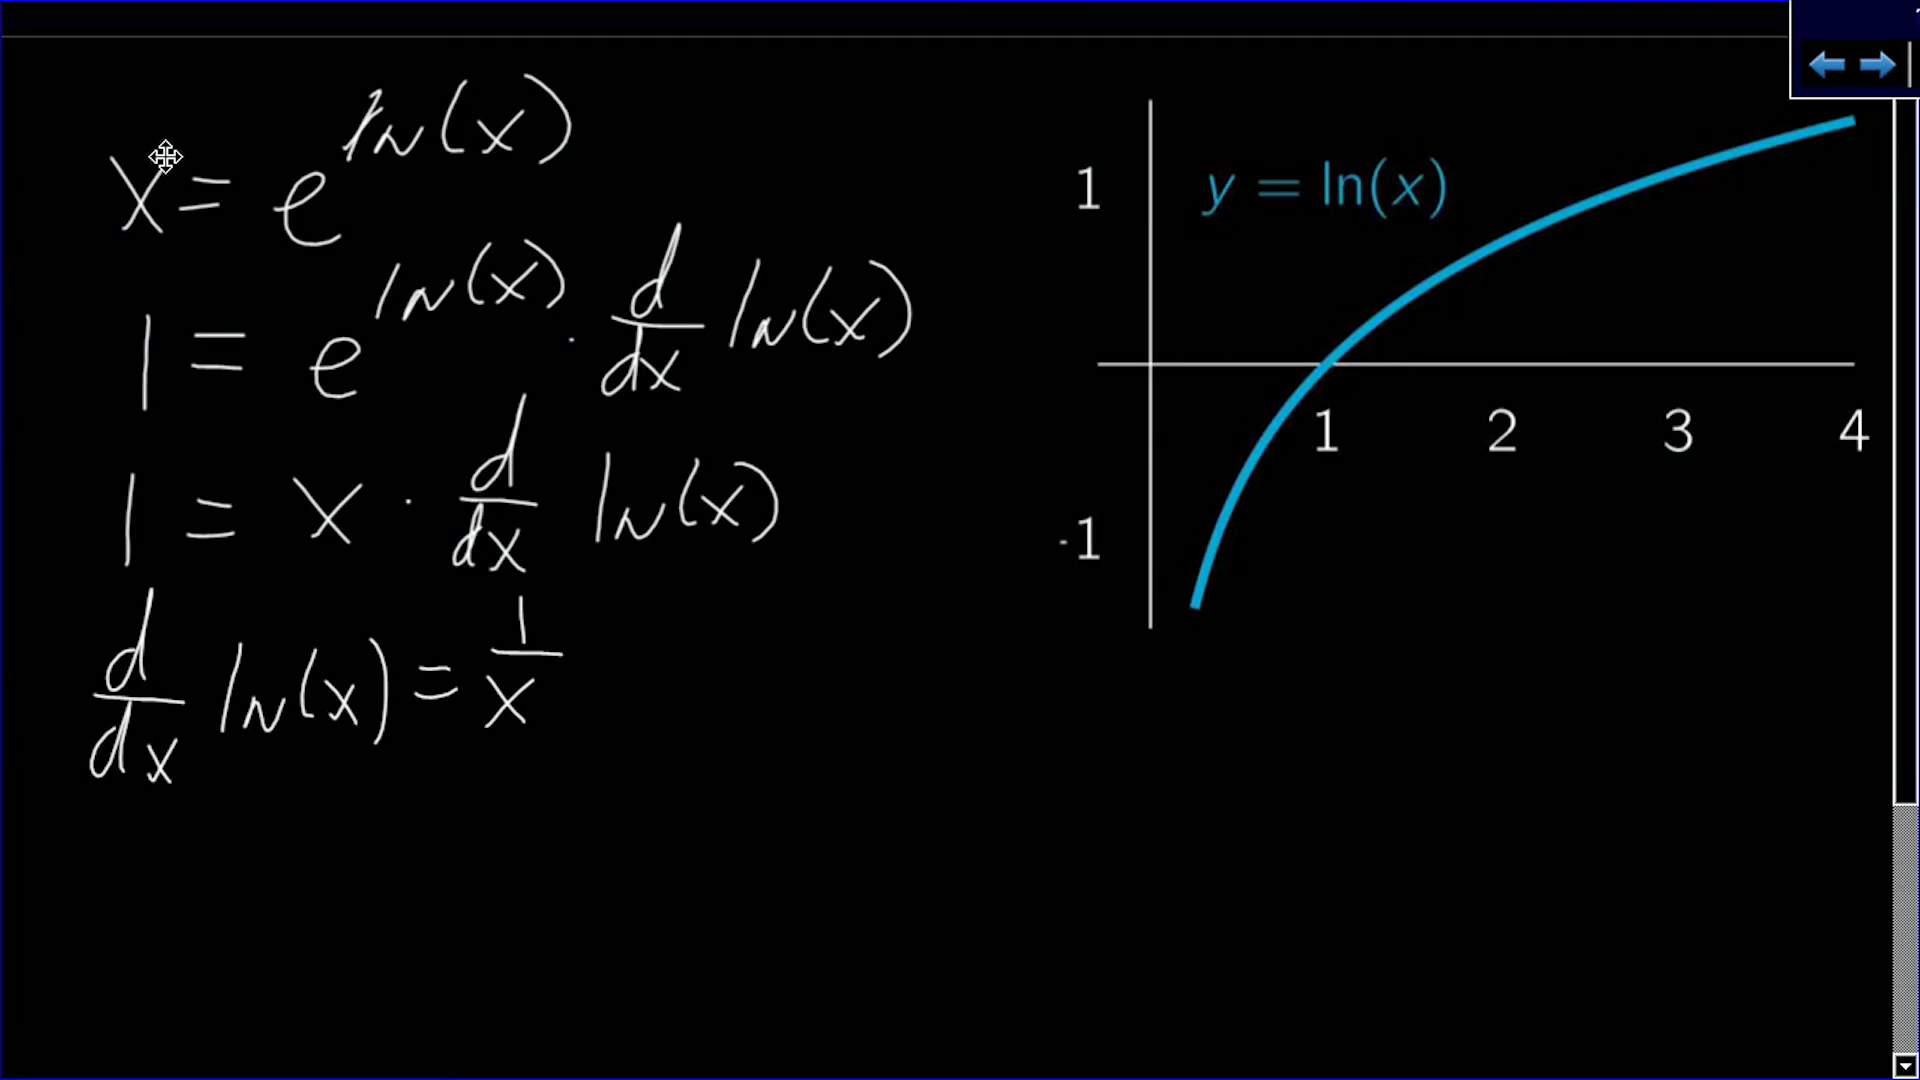 x = e^ln(x)
1 = e^ln(x) · d/dx ln(x)
1 = x · d/dx ln(x)
d/dx ln(x) = 1/x
y = ln(x)
1
-1
1 2 3 4